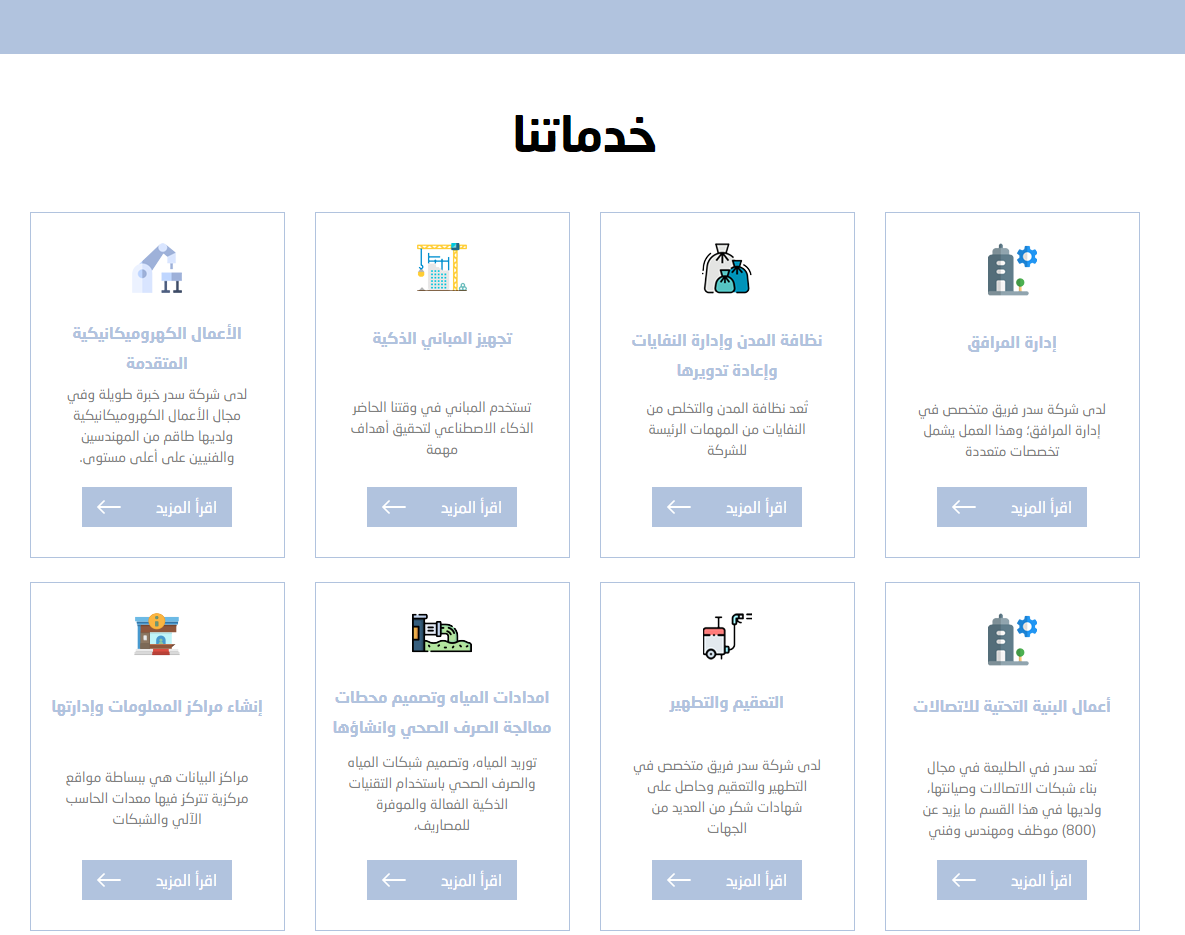 خدماتنا
إدارة المرافق
لدى شركة سدر فريق متخصص في
إدارة المرافق؛ وهذا العمل يشمل
تخصصات متعددة
اقرأ المزيد
نظافة المدن وإدارة النفايات
وإعادة تدويرها
تُعد نظافة المدن والتخلص من
النفايات من المهمات الرئيسة
للشركة
اقرأ المزيد
تجهيز المباني الذكية
تستخدم المباني في وقتنا الحاضر
الذكاء الاصطناعي لتحقيق أهداف
مهمة
اقرأ المزيد
الأعمال الكهروميكانيكية
المتقدمة
لدى شركة سدر خبرة طويلة وفي
مجال الأعمال الكهروميكانيكية
ولديها طاقم من المهندسين
والفنيين على أعلى مستوى.
اقرأ المزيد
أعمال البنية التحتية للاتصالات
تُعد سدر في الطليعة في مجال
بناء شبكات الاتصالات وصيانتها،
ولديها في هذا القسم ما يزيد عن
(800) موظف ومهندس وفني
اقرأ المزيد
التعقيم والتطهير
لدى شركة سدر فريق متخصص في
التطهير والتعقيم وحاصل على
شهادات شكر من العديد من
الجهات
اقرأ المزيد
امدادات المياه وتصميم محطات
معالجة الصرف الصحي وانشاؤها
توريد المياه، وتصميم شبكات المياه
والصرف الصحي باستخدام التقنيات
الذكية الفعالة والموفرة
للمصاريف،
اقرأ المزيد
إنشاء مراكز المعلومات وإدارتها
مراكز البيانات هي ببساطة مواقع
مركزية تتركز فيها معدات الحاسب
الآلي والشبكات
اقرأ المزيد